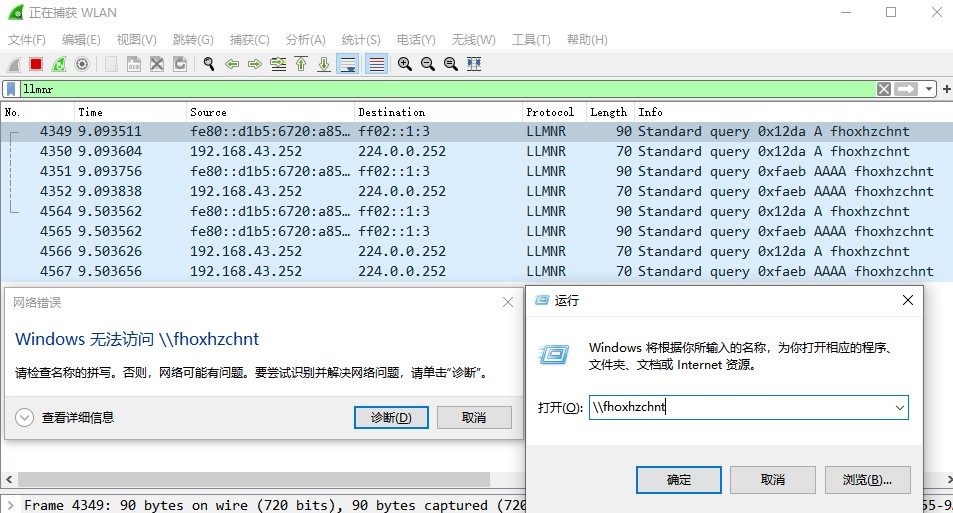 正在捕获 WLAN
文件(F) 编辑(E) 视图(V) 跳转(G) 捕获(C) 分析(A) 统计(S) 电话(Y) 无线(W) 工具(T) 帮助(H)
llmnr
No. Time Source Destination Protocol Length Info
4349 9.093511 fe80::d1b5:6720:a85… ff02::1:3 LLMNR 90 Standard query 0x12da A fhoxhzchnt
4350 9.093604 192.168.43.252 224.0.0.252 LLMNR 70 Standard query 0x12da A fhoxhzchnt
4351 9.093756 fe80::d1b5:6720:a85… ff02::1:3 LLMNR 90 Standard query 0xfaeb AAAA fhoxhzchnt
4352 9.093838 192.168.43.252 224.0.0.252 LLMNR 70 Standard query 0xfaeb AAAA fhoxhzchnt
4564 9.503562 fe80::d1b5:6720:a85… ff02::1:3 LLMNR 90 Standard query 0x12da A fhoxhzchnt
4565 9.503562 fe80::d1b5:6720:a85… ff02::1:3 LLMNR 90 Standard query 0xfaeb AAAA fhoxhzchnt
4566 9.503626 192.168.43.252 224.0.0.252 LLMNR 70 Standard query 0x12da A fhoxhzchnt
4567 9.503656 192.168.43.252 224.0.0.252 LLMNR 70 Standard query 0xfaeb AAAA fhoxhzchnt
网络错误
Windows 无法访问 \\fhoxhzchnt
请检查名称的拼写。否则，网络可能有问题。要尝试识别并解决网络问题，请单击“诊断”。
查看详细信息 诊断(D) 取消
运行
Windows 将根据你所输入的名称，为你打开相应的程序、
文件夹、文档或 Internet 资源。
打开(O): \\fhoxhzchnt
确定 取消 浏览(B)...
Frame 4349: 90 bytes on wire (720 bits), 90 bytes captured (720